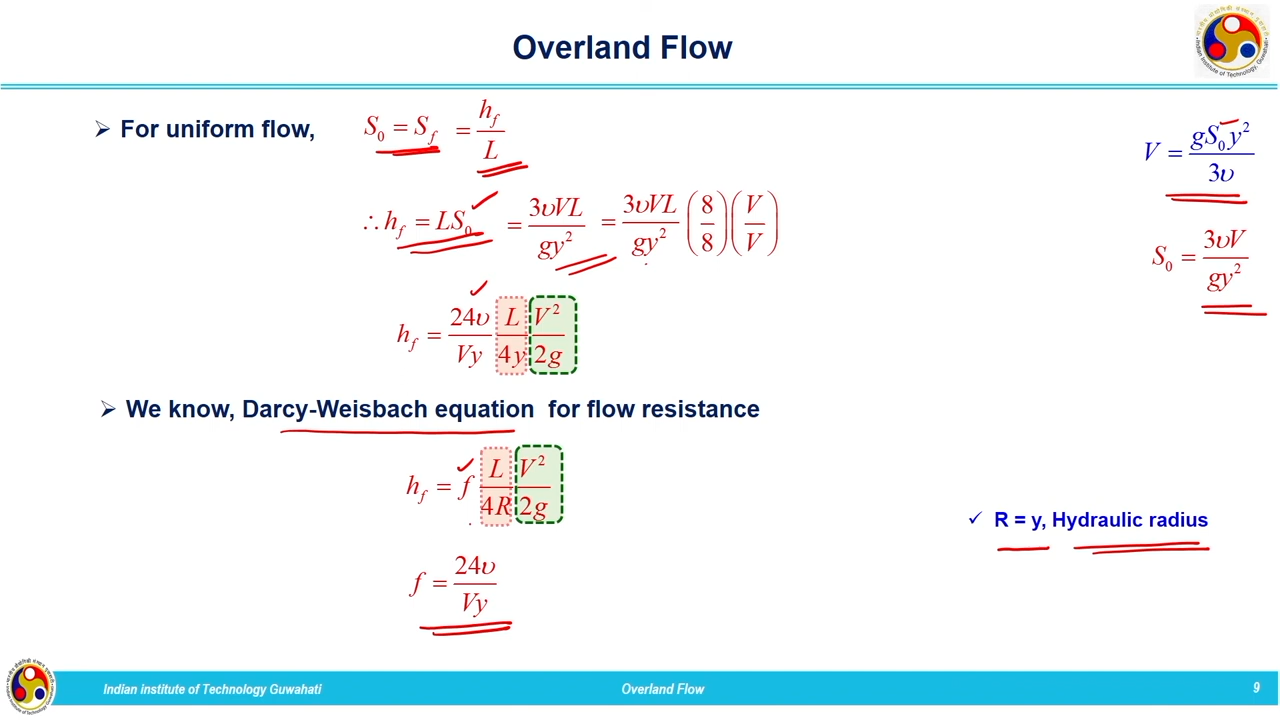 Overland Flow
➢ For uniform flow, S₀ = S_f = h_f / L
V = gS₀y² / 3υ
∴ h_f = LS₀ = 3υVL / gy² = 3υVL / gy² (8/8) (V/V)
S₀ = 3υV / gy²
h_f = 24υ / Vy L / 4y V² / 2g
➢ We know, Darcy-Weisbach equation for flow resistance
h_f = f L / 4R V² / 2g
✓ R = y, Hydraulic radius
f = 24υ / Vy
Indian institute of Technology Guwahati
Overland Flow
9